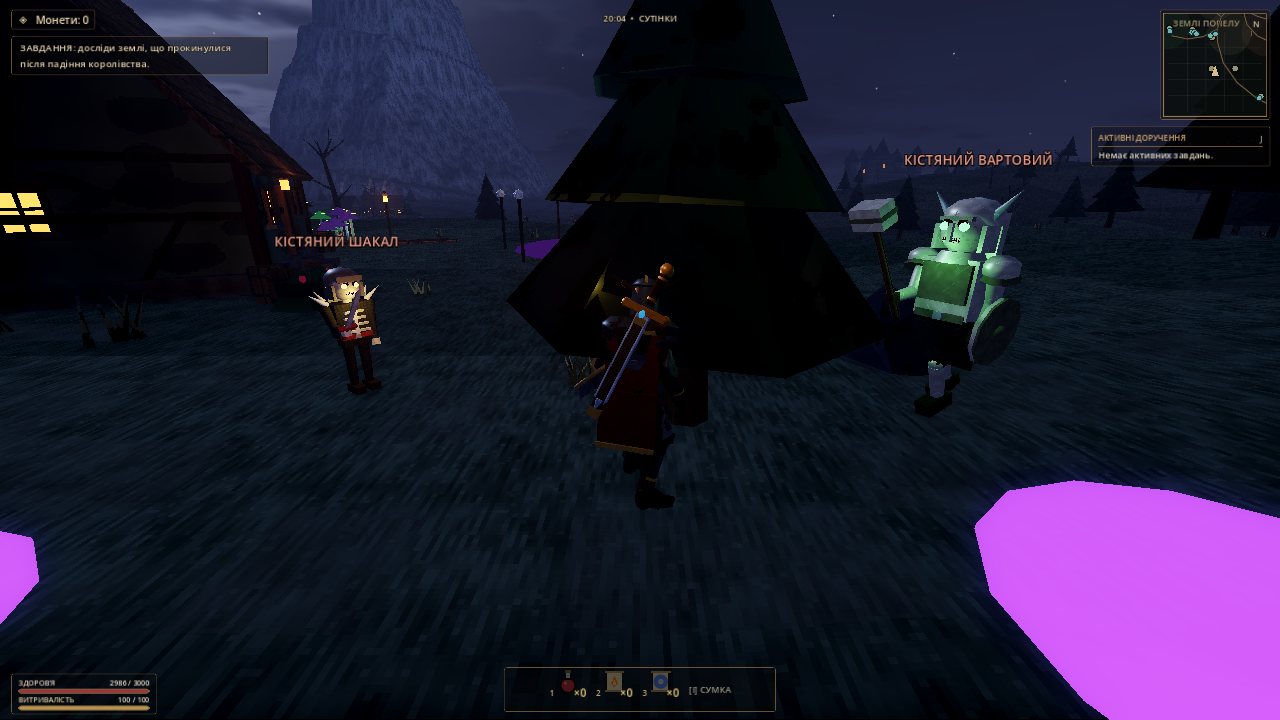 Монети: 0
ЗАВДАННЯ: досліди землі, що прокинулися
після падіння королівства.
20:04 • СУТІНКИ
ЗЕМЛІ ПОПЕЛУ
N
АКТИВНІ ДОРУЧЕННЯ J
Немає активних завдань.
КІСТЯНИЙ ВАРТОВИЙ
КІСТЯНИЙ ШАКАЛ
ЗДОРОВ'Я 2986 / 3000
ВИТРИВАЛІСТЬ 100 / 100
1 ×0 2 ×0 3 ×0 [I] СУМКА